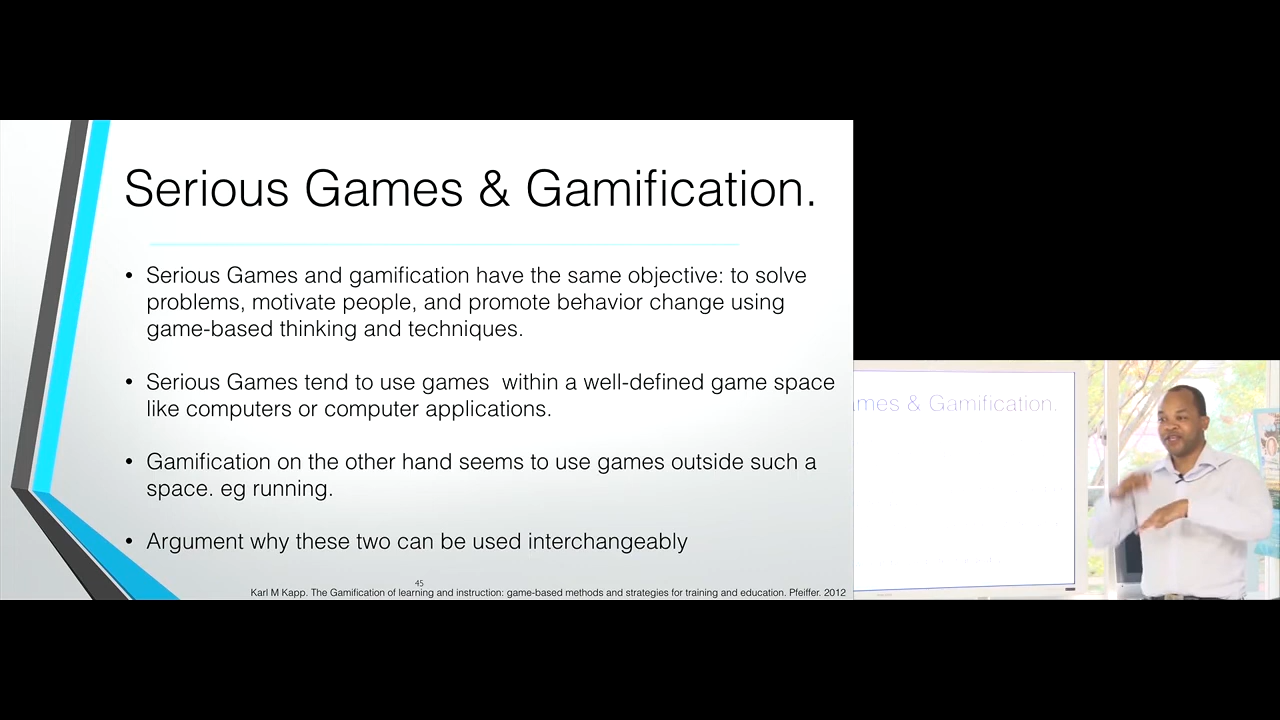 Serious Games & Gamification.
• Serious Games and gamification have the same objective: to solve
problems, motivate people, and promote behavior change using
game-based thinking and techniques.
• Serious Games tend to use games  within a well-defined game space
like computers or computer applications.
• Gamification on the other hand seems to use games outside such a
space. eg running.
• Argument why these two can be used interchangeably
45
Karl M Kapp. The Gamification of learning and instruction: game-based methods and strategies for training and education. Pfeiffer. 2012
ames & Gamification.